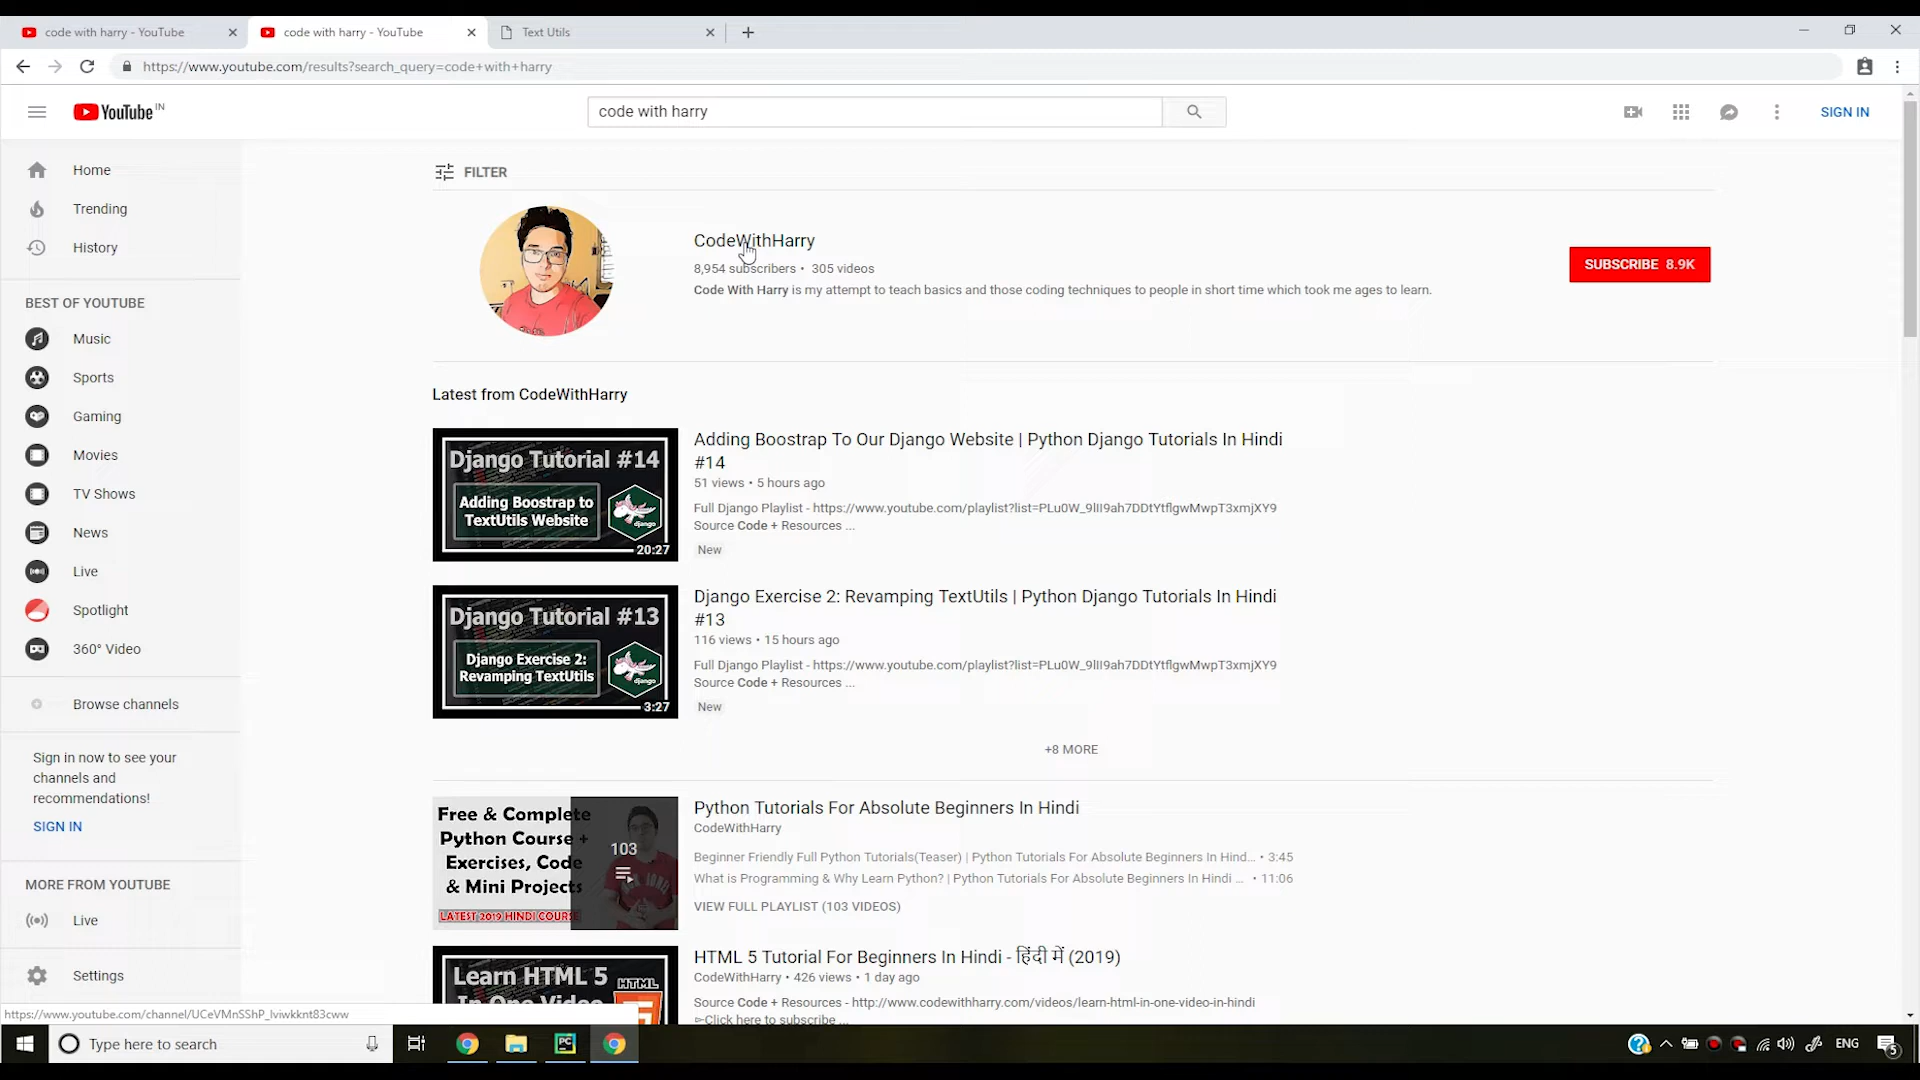 code with harry - YouTube
code with harry - YouTube
Text Utils
https://www.youtube.com/results?search_query=code+with+harry
YouTube IN
code with harry
SIGN IN
Home
Trending
History
BEST OF YOUTUBE
Music
Sports
Gaming
Movies
TV Shows
News
Live
Spotlight
360° Video
Browse channels
Sign in now to see your
channels and
recommendations!
SIGN IN
MORE FROM YOUTUBE
Live
Settings
FILTER
CodeWithHarry
8,954 subscribers • 305 videos
Code With Harry is my attempt to teach basics and those coding techniques to people in short time which took me ages to learn.
SUBSCRIBE 8.9K
Latest from CodeWithHarry
Django Tutorial #14
Adding Boostrap to
TextUtils Website
django
20:27
Adding Boostrap To Our Django Website | Python Django Tutorials In Hindi
#14
51 views • 5 hours ago
Full Django Playlist - https://www.youtube.com/playlist?list=PLu0W_9lII9ah7DDtYtflgwMwpT3xmjXY9
Source Code + Resources ...
New
Django Tutorial #13
Django Exercise 2:
Revamping TextUtils
django
3:27
Django Exercise 2: Revamping TextUtils | Python Django Tutorials In Hindi
#13
116 views • 15 hours ago
Full Django Playlist - https://www.youtube.com/playlist?list=PLu0W_9lII9ah7DDtYtflgwMwpT3xmjXY9
Source Code + Resources ...
New
+8 MORE
Free & Complete
Python Course +
Exercises, Code
& Mini Projects
LATEST 2019 HINDI COURSE
103
Python Tutorials For Absolute Beginners In Hindi
CodeWithHarry
Beginner Friendly Full Python Tutorials(Teaser) | Python Tutorials For Absolute Beginners In Hind... • 3:45
What is Programming & Why Learn Python? | Python Tutorials For Absolute Beginners In Hindi ... • 11:06
VIEW FULL PLAYLIST (103 VIDEOS)
Learn HTML 5
In One Video
HTML
HTML 5 Tutorial For Beginners In Hindi - हिंदी में (2019)
CodeWithHarry • 426 views • 1 day ago
Source Code + Resources - http://www.codewithharry.com/videos/learn-html-in-one-video-in-hindi
►Click here to subscribe ...
https://www.youtube.com/channel/UCeVMnSShP_Iviwkknt83cww
Type here to search
PC
ENG
5